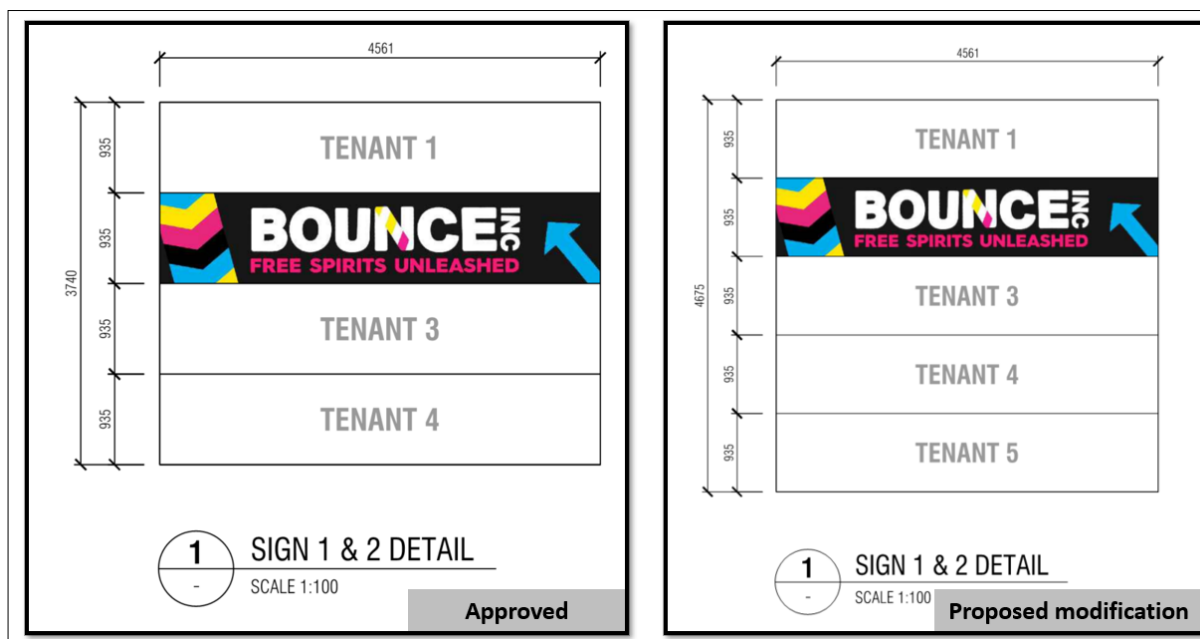 4561
935
935
935
935
3740
TENANT 1
BOUNCE INC
FREE SPIRITS UNLEASHED
TENANT 3
TENANT 4
1
-
SIGN 1 & 2 DETAIL
SCALE 1:100
Approved
4561
935
935
935
935
935
4675
TENANT 1
BOUNCE INC
FREE SPIRITS UNLEASHED
TENANT 3
TENANT 4
TENANT 5
1
-
SIGN 1 & 2 DETAIL
SCALE 1:100
Proposed modification